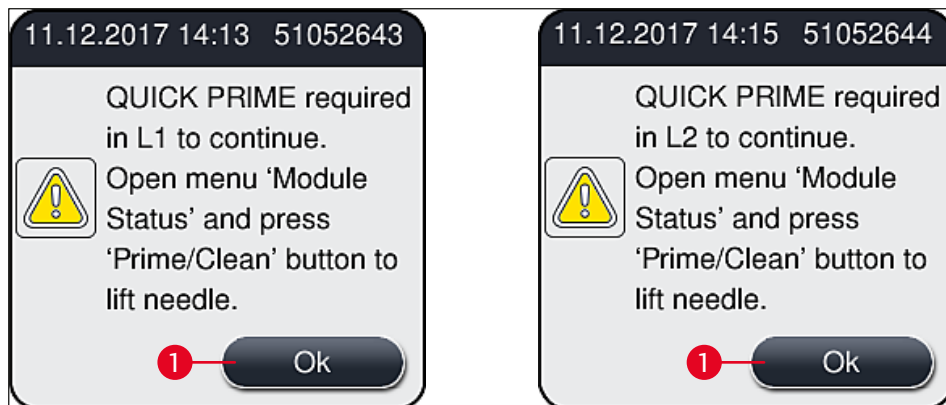 11.12.2017 14:13 51052643
QUICK PRIME required
in L1 to continue.
Open menu ‘Module
Status’ and press
‘Prime/Clean’ button to
lift needle.
1
Ok
11.12.2017 14:15 51052644
QUICK PRIME required
in L2 to continue.
Open menu ‘Module
Status’ and press
‘Prime/Clean’ button to
lift needle.
1
Ok